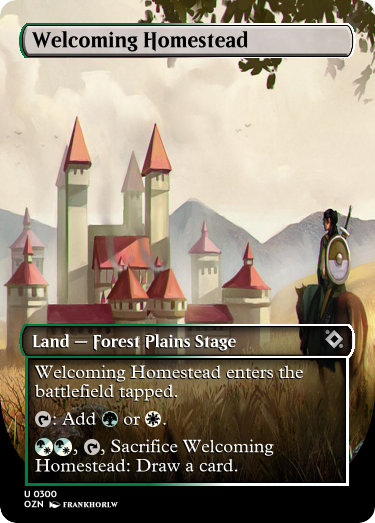 Welcoming Homestead
Land — Forest Plains Stage
Welcoming Homestead enters the
battlefield tapped.
: Add or .
, , Sacrifice Welcoming
Homestead: Draw a card.
U 0300
OZN FRANKHORLW